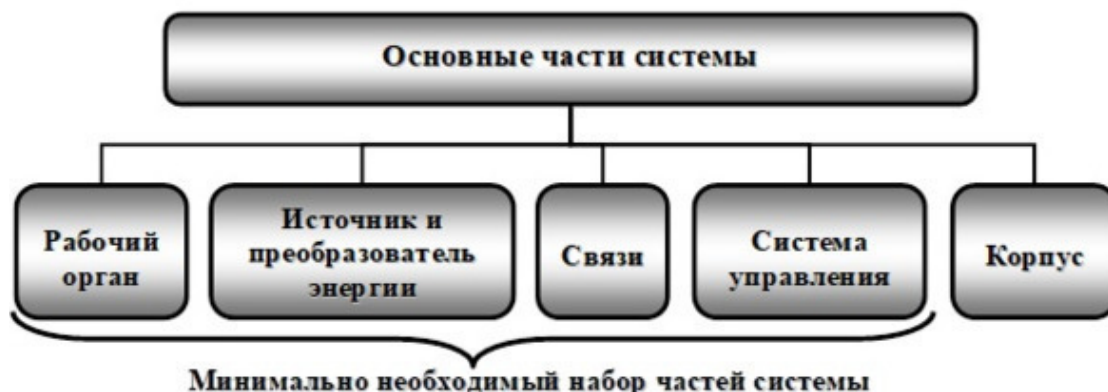 Основные части системы
Рабочий
орган
Источник и
преобразователь
энергии
Связи
Система
управления
Корпус
Минимально необходимый набор частей системы